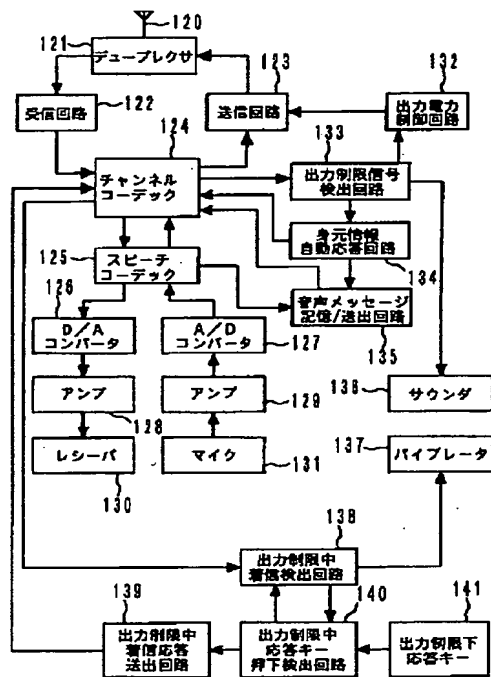 120
121
デュープレクサ
123
132
受信回路
122
送信回路
出力電力
制御回路
124
133
チャンネル
コーデック
出力制限信号
検出回路
125
スピーチ
コーデック
身元情報
自動応答回路
134
126
D/A
コンバータ
A/D
コンバータ
127
音声メッセージ
記憶/送出回路
135
アンプ
128
アンプ
129
136
サウンダ
レシーバ
130
マイク
131
137
バイブレータ
138
出力制限中
着信検出回路
139
140
141
出力制限中
着信応答
送出回路
出力制限中
応答キー
押下検出回路
出力制限下
応答キー